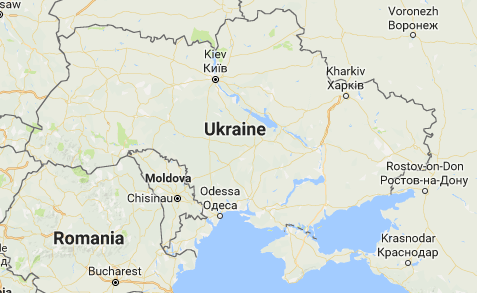 saw
Voronezh
Воронеж
Kiev
Київ
Kharkiv
Харків
Ukraine
Rostov-on-Don
Ростов-на-Дону
Moldova
Chisinau
Odessa
Одеса
Romania
Krasnodar
Краснодар
Bucharest